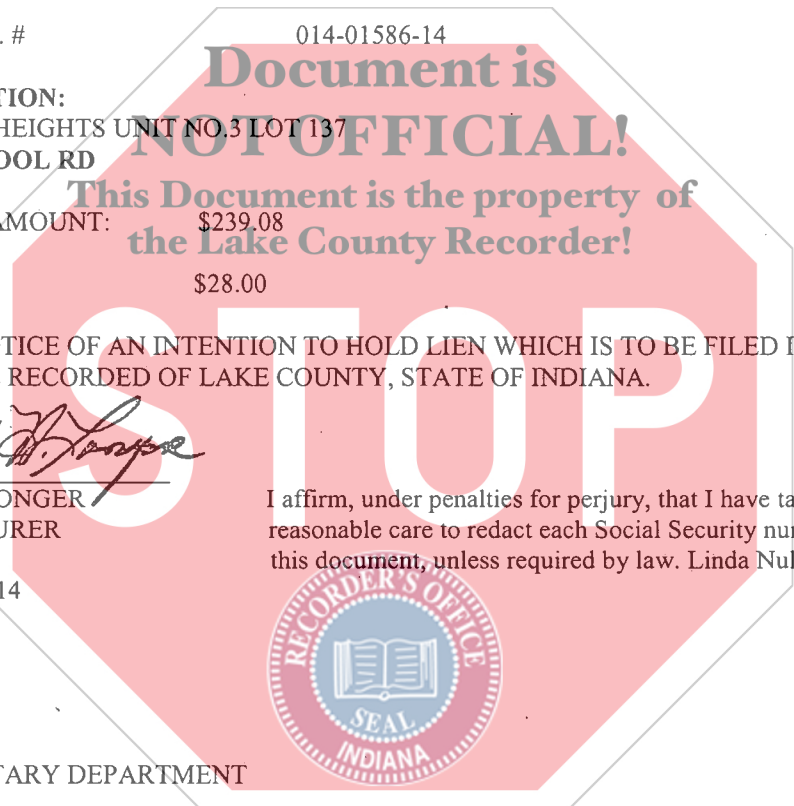 . # 014-01586-14
Document is
TION:
HEIGHTS UNIT NO.3 LOT 137
NOT OFFICIAL!
OOL RD
This Document is the property of
AMOUNT: $239.08
the Lake County Recorder!
$28.00
STOP
TICE OF AN INTENTION TO HOLD LIEN WHICH IS TO BE FILED I
RECORDED OF LAKE COUNTY, STATE OF INDIANA.
ONGER I affirm, under penalties for perjury, that I have ta
URER reasonable care to redact each Social Security nu
this document, unless required by law. Linda Nul
14
RECORDER'S OFFICE
SEAL
INDIANA
TARY DEPARTMENT